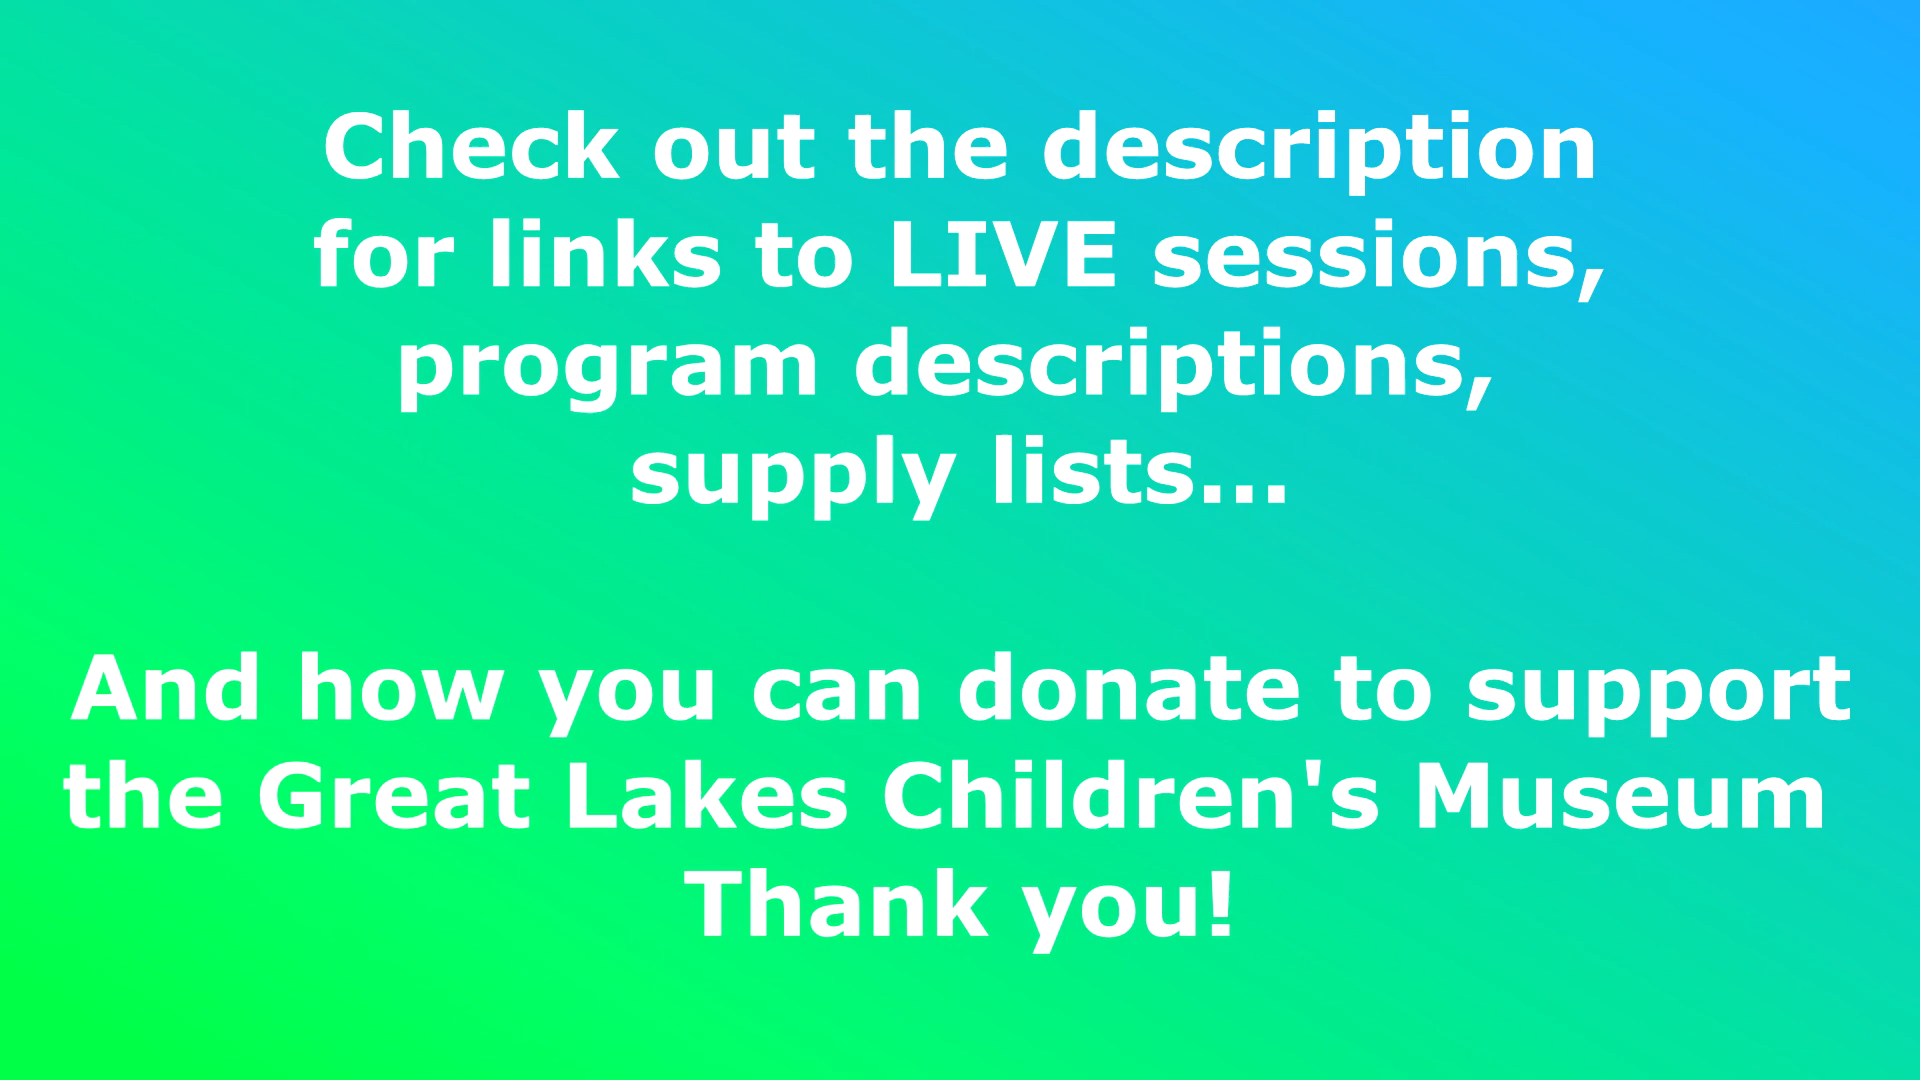 Check out the description
for links to LIVE sessions,
program descriptions,
supply lists...
And how you can donate to support
the Great Lakes Children's Museum
Thank you!